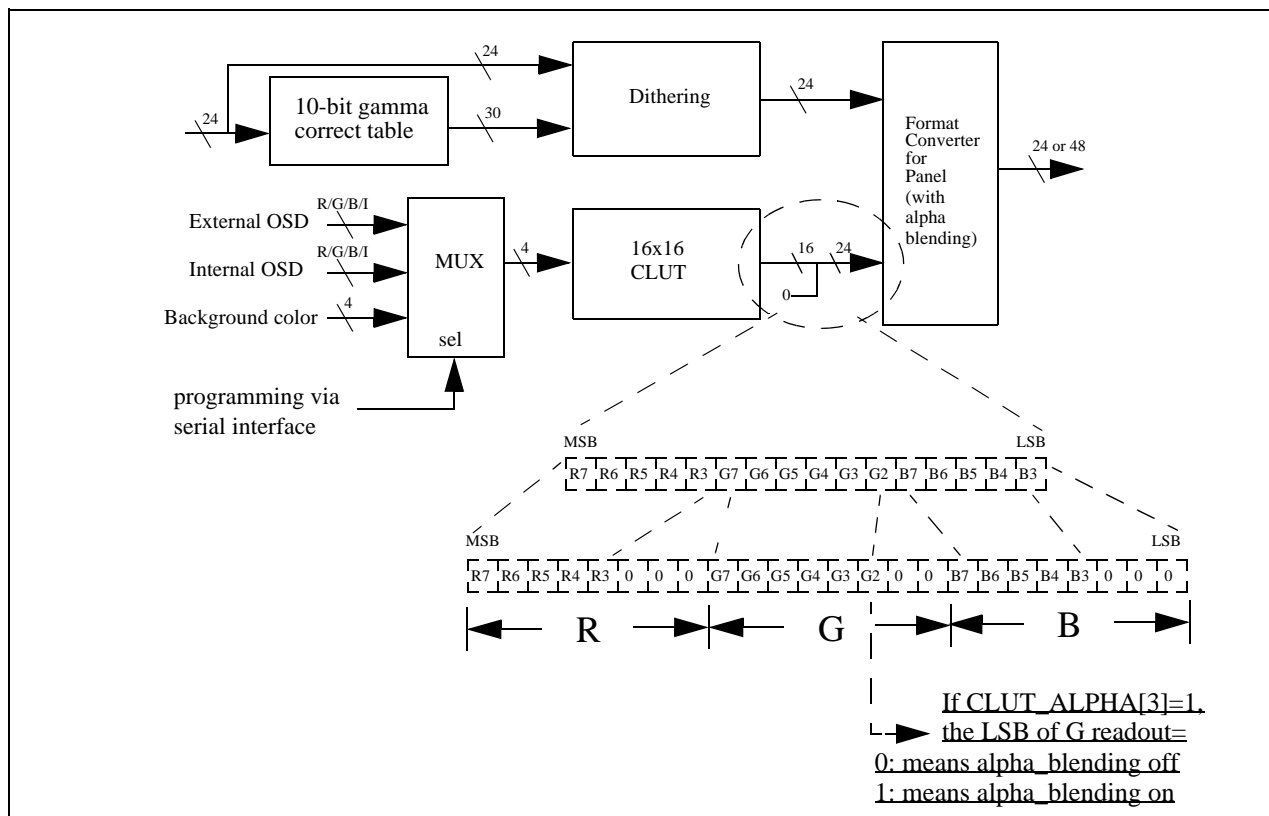 24
24
10-bit gamma
correct table
30
Dithering
24
Format
Converter
for
Panel
(with
alpha
blending)
24 or 48
External OSD
R/G/B/I
Internal OSD
R/G/B/I
Background color
4
MUX
sel
4
16x16
CLUT
16
24
0
programming via
serial interface
MSB
LSB
R7 R6 R5 R4 R3 G7 G6 G5 G4 G3 G2 B7 B6 B5 B4 B3
MSB
LSB
R7 R6 R5 R4 R3 0 0 0 G7 G6 G5 G4 G3 G2 0 0 B7 B6 B5 B4 B3 0 0 0
R G B
If CLUT_ALPHA[3]=1,
the LSB of G readout=
0: means alpha_blending off
1: means alpha_blending on